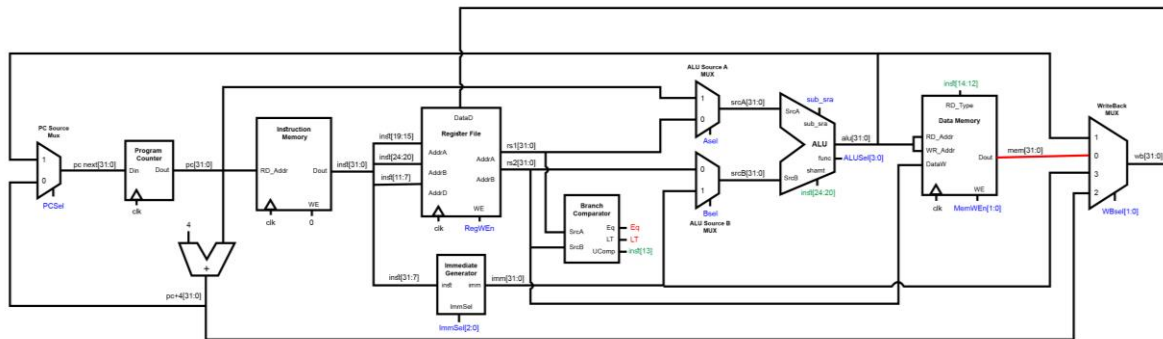 PC Source
Mux
1
0
PCSel
pc next[31:0]
Program
Counter
Din
Dout
clk
pc[31:0]
4
+
pc+4[31:0]
Instruction
Memory
RD_Addr
Dout
WE
clk
0
inst[31:0]
inst[19:15]
inst[24:20]
inst[11:7]
inst[31:7]
DataD
Register File
AddrA
AddrB
AddrD
AddrA
AddrB
WE
clk
RegWEn
rs1[31:0]
rs2[31:0]
Immediate
Generator
inst
imm
ImmSel
ImmSel[2:0]
imm[31:0]
Branch
Comparator
SrcA
SrcB
Eq
LT
UComp
Eq
LT
inst[13]
ALU Source A
MUX
1
0
Asel
srcA[31:0]
0
1
Bsel
ALU Source B
MUX
srcB[31:0]
SrcA
SrcB
sub_sra
sub_sra
ALU
func
shamt
ALUSel[3:0]
inst[24:20]
alu[31:0]
inst[14:12]
RD_Type
Data Memory
RD_Addr
WR_Addr
DataW
Dout
WE
clk
MemWEn[1:0]
mem[31:0]
WriteBack
MUX
1
0
3
2
WBsel[1:0]
wb[31:0]